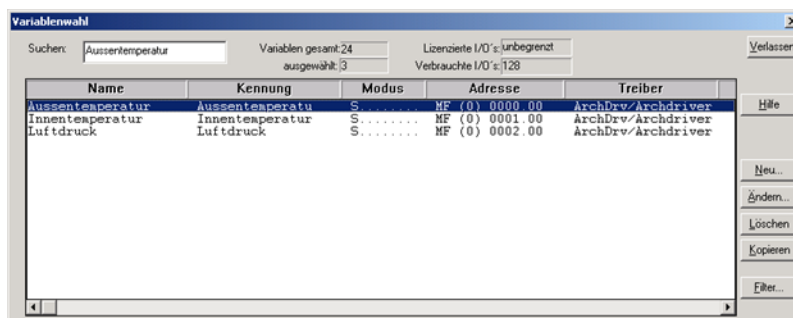 Variablenwahl
Suchen: Aussentemperatur Variablen gesamt: 24 Lizenzierte I/O's: unbegrenzt Verlassen
ausgewählt: 3 Verbrauchte I/O's: 128
Name Kennung Modus Adresse Treiber
Aussentemperatur Aussentemperatu S........ MF (0) 0000.00 ArchDrv/Archdriver Hilfe
Innentemperatur Innentemperatur S........ MF (0) 0001.00 ArchDrv/Archdriver
Luftdruck Luftdruck S........ MF (0) 0002.00 ArchDrv/Archdriver
Neu...
Ändern...
Löschen
Kopieren
Filter...